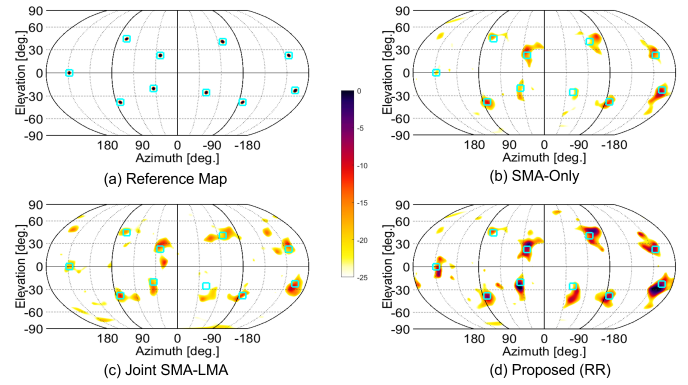 90
60
30
0
-30
-60
-90
Elevation [deg.]
180 90 0 -90 -180
Azimuth [deg.]
(a) Reference Map
90
60
30
0
-30
-60
-90
Elevation [deg.]
180 90 0 -90 -180
Azimuth [deg.]
(b) SMA-Only
0
-5
-10
-15
-20
-25
90
60
30
0
-30
-60
-90
Elevation [deg.]
180 90 0 -90 -180
Azimuth [deg.]
(c) Joint SMA-LMA
90
60
30
0
-30
-60
-90
Elevation [deg.]
180 90 0 -90 -180
Azimuth [deg.]
(d) Proposed (RR)